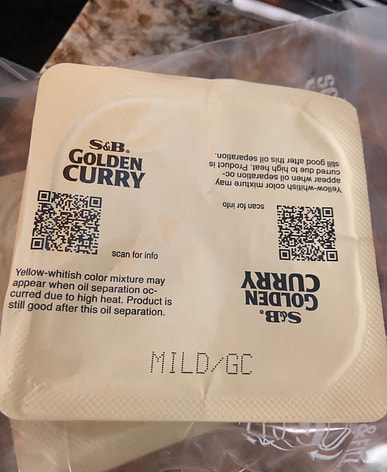 S&B®
GOLDEN
CURRY
scan for info
Yellow-whitish color mixture may
appear when oil separation oc-
curred due to high heat. Product is
still good after this oil separation.
S&B®
GOLDEN
CURRY
scan for info
Yellow-whitish color mixture may
appear when oil separation oc-
curred due to high heat. Product is
still good after this oil separation.
MILD/GC